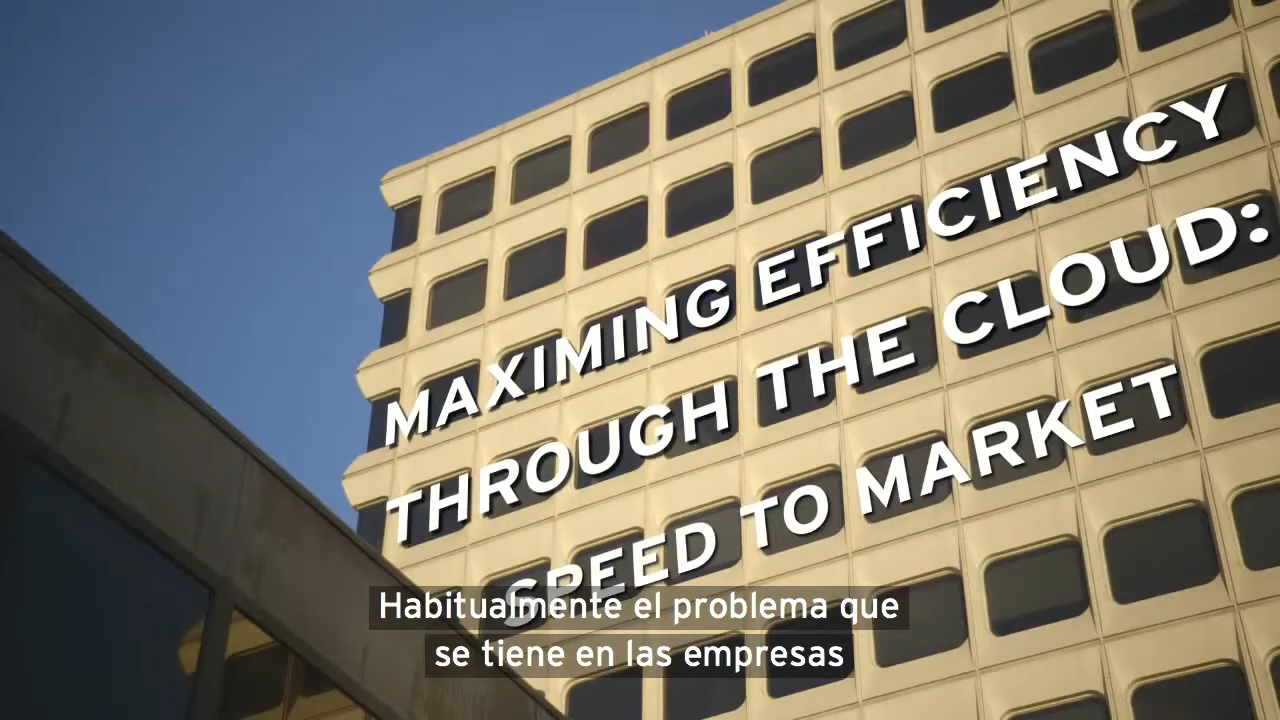 MAXIMING EFFICIENCY
THROUGH THE CLOUD:
SPEED TO MARKET
Habitualmente el problema que
se tiene en las empresas